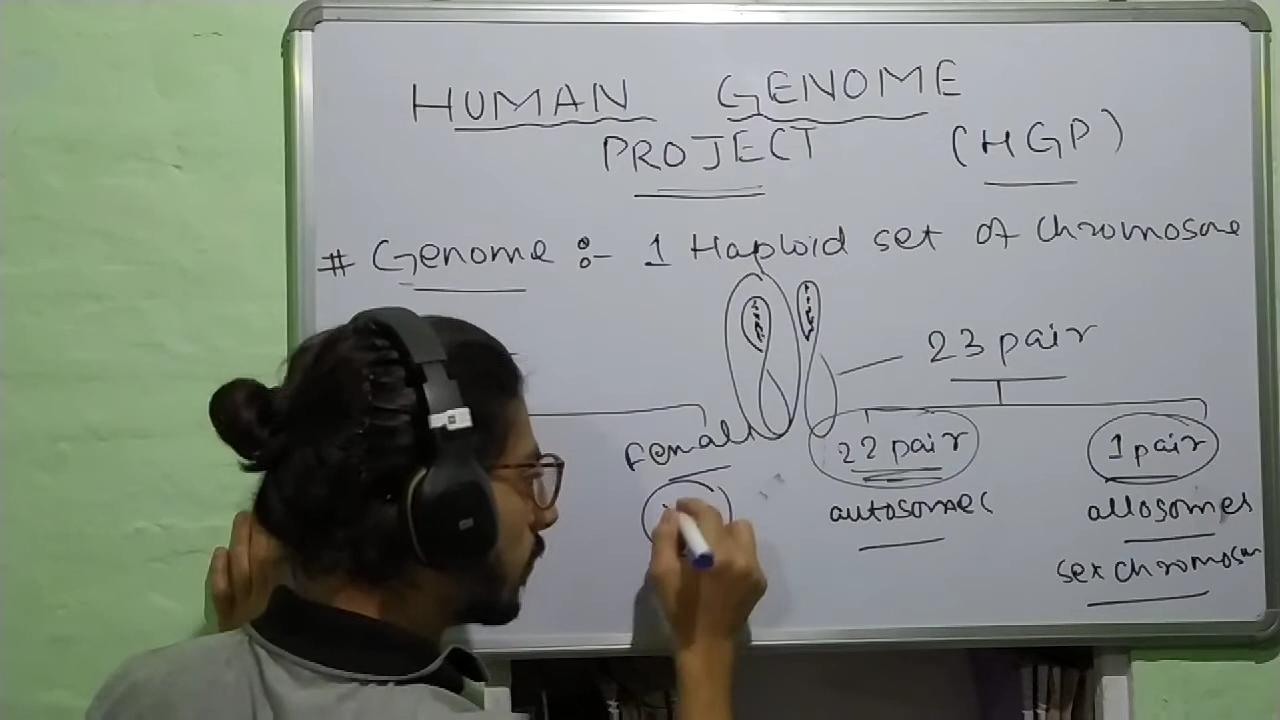 HUMAN GENOME
PROJECT (HGP)
# Genome :- 1 Haploid set of chromosome
23 pair
female
22 pair
1 pair
autosomes
allosomes
sex chromosom